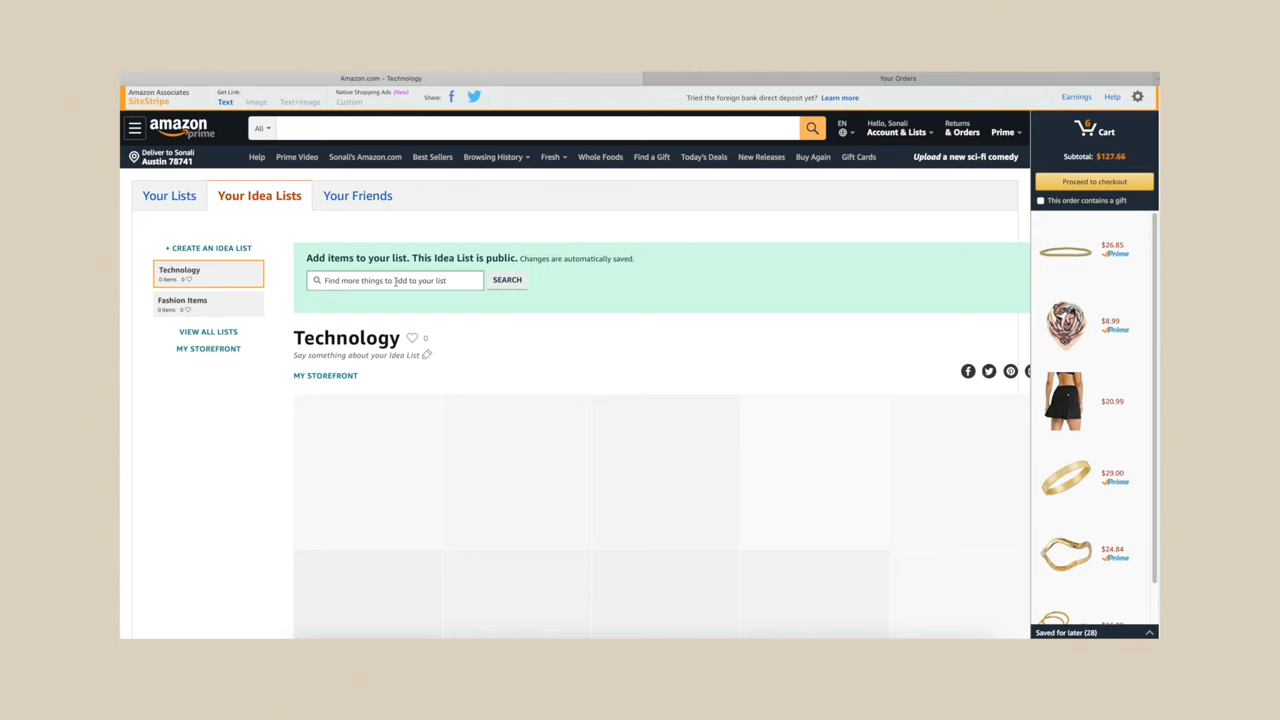 Amazon.com - Technology
Your Orders
Amazon Associates
SiteStripe
Get Link:
Text Image Text+Image
Native Shopping Ads (New)
Custom
Share:
Tried the foreign bank direct deposit yet? Learn more
Earnings Help
amazon
prime
All
EN
Hello, Sonali
Account & Lists
Returns
& Orders
Prime
6
Cart
Deliver to Sonali
Austin 78741
Help Prime Video Sonali's Amazon.com Best Sellers Browsing History Fresh Whole Foods Find a Gift Today's Deals New Releases Buy Again Gift Cards
Upload a new sci-fi comedy
Subtotal: $127.66
Proceed to checkout
This order contains a gift
Your Lists Your Idea Lists Your Friends
+ CREATE AN IDEA LIST
Technology
0 items 0
Fashion Items
0 items 0
VIEW ALL LISTS
MY STOREFRONT
Add items to your list. This Idea List is public. Changes are automatically saved.
Find more things to add to your list
SEARCH
Technology 0
Say something about your Idea List
MY STOREFRONT
$26.85
Prime
$8.99
Prime
$20.99
$29.00
Prime
$24.84
Prime
Saved for later (28)